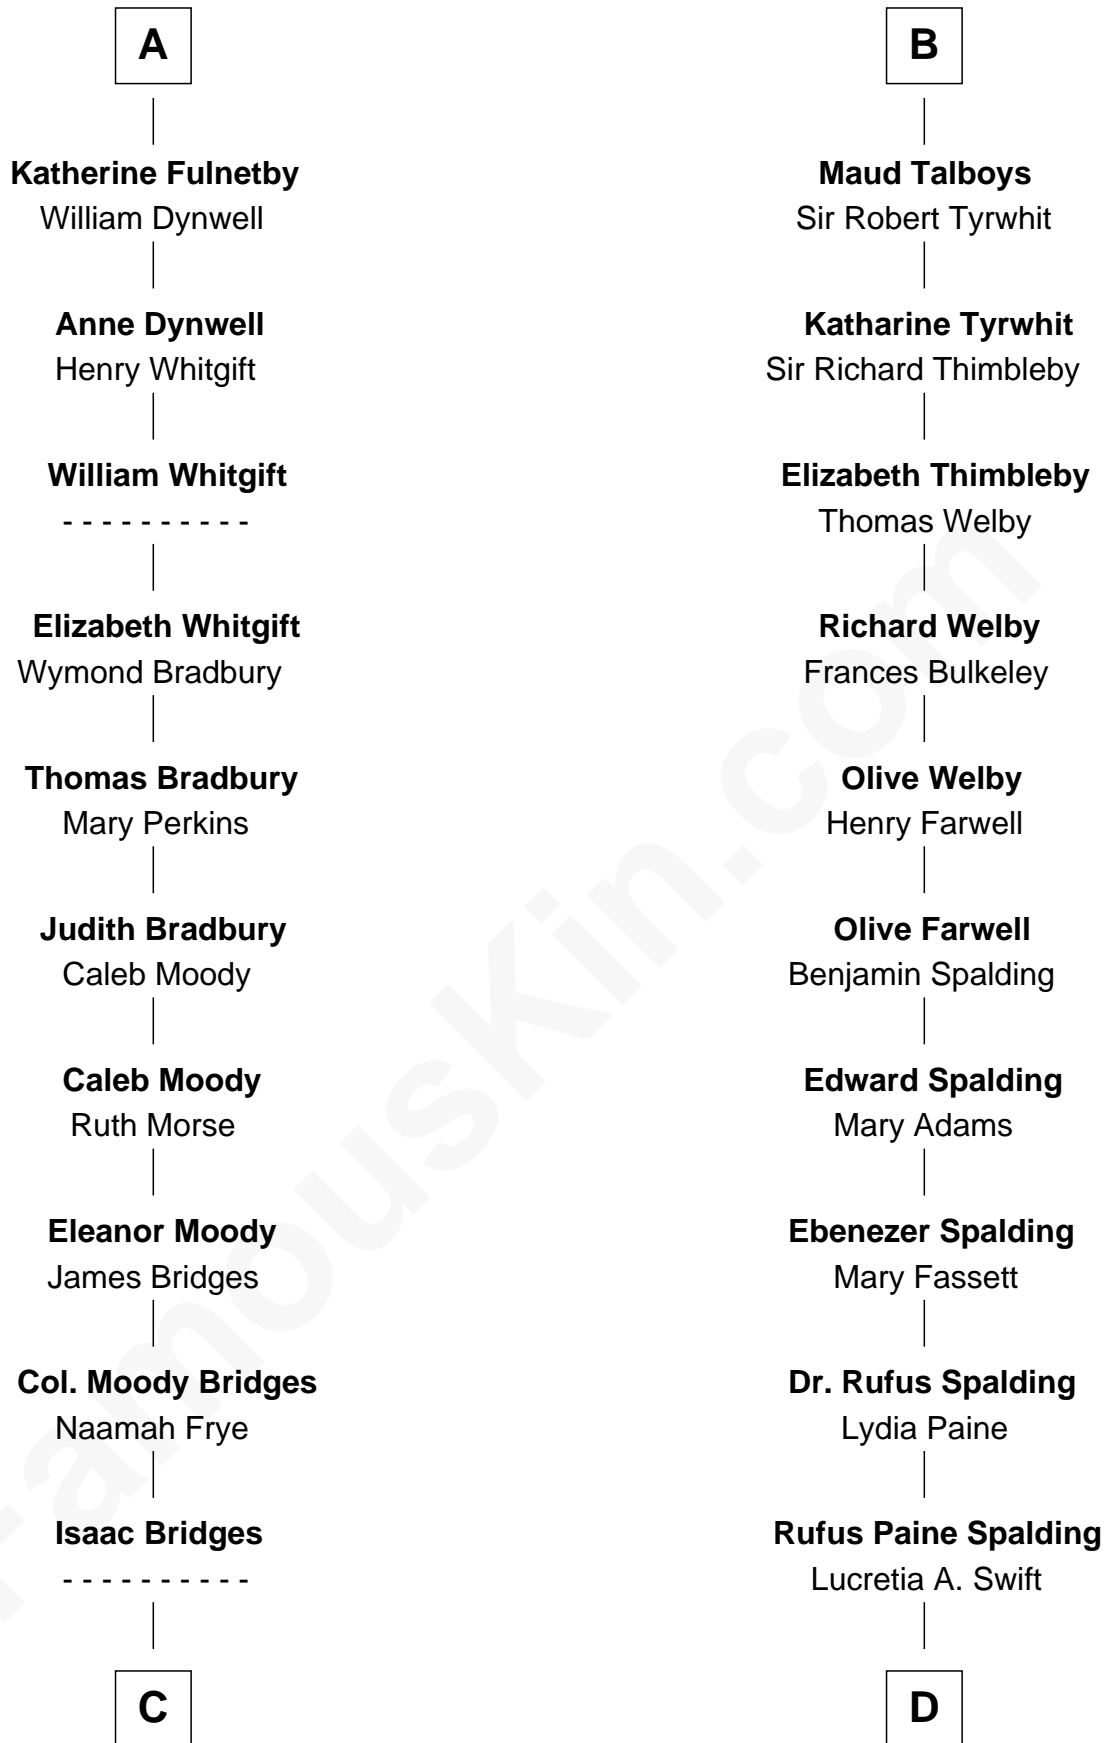 A
Katherine Fulnetby
William Dynwell
Anne Dynwell
Henry Whitgift
William Whitgift
- - - - - - - - - -
Elizabeth Whitgift
Wymond Bradbury
Thomas Bradbury
Mary Perkins
Judith Bradbury
Caleb Moody
Caleb Moody
Ruth Morse
Eleanor Moody
James Bridges
Col. Moody Bridges
Naamah Frye
Isaac Bridges
- - - - - - - - - -
C
B
Maud Talboys
Sir Robert Tyrwhit
Katharine Tyrwhit
Sir Richard Thimbleby
Elizabeth Thimbleby
Thomas Welby
Richard Welby
Frances Bulkeley
Olive Welby
Henry Farwell
Olive Farwell
Benjamin Spalding
Edward Spalding
Mary Adams
Ebenezer Spalding
Mary Fassett
Dr. Rufus Spalding
Lydia Paine
Rufus Paine Spalding
Lucretia A. Swift
D
FamousKin.com